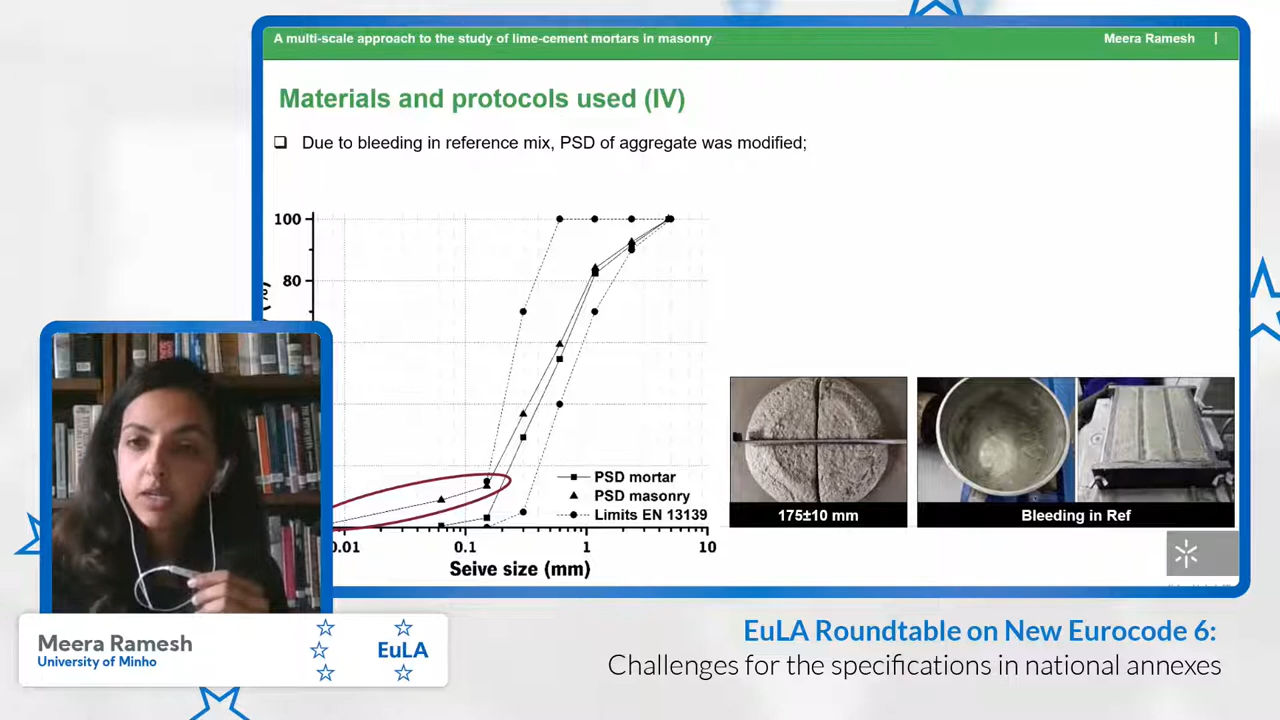 A multi-scale approach to the study of lime-cement mortars in masonry
Meera Ramesh
Materials and protocols used (IV)
Due to bleeding in reference mix, PSD of aggregate was modified;
100
80
(%)
PSD mortar
PSD masonry
Limits EN 13139
0.01
0.1
1
10
Seive size (mm)
175±10 mm
Bleeding in Ref
Meera Ramesh
University of Minho
EuLA
EuLA Roundtable on New Eurocode 6:
Challenges for the specifications in national annexes